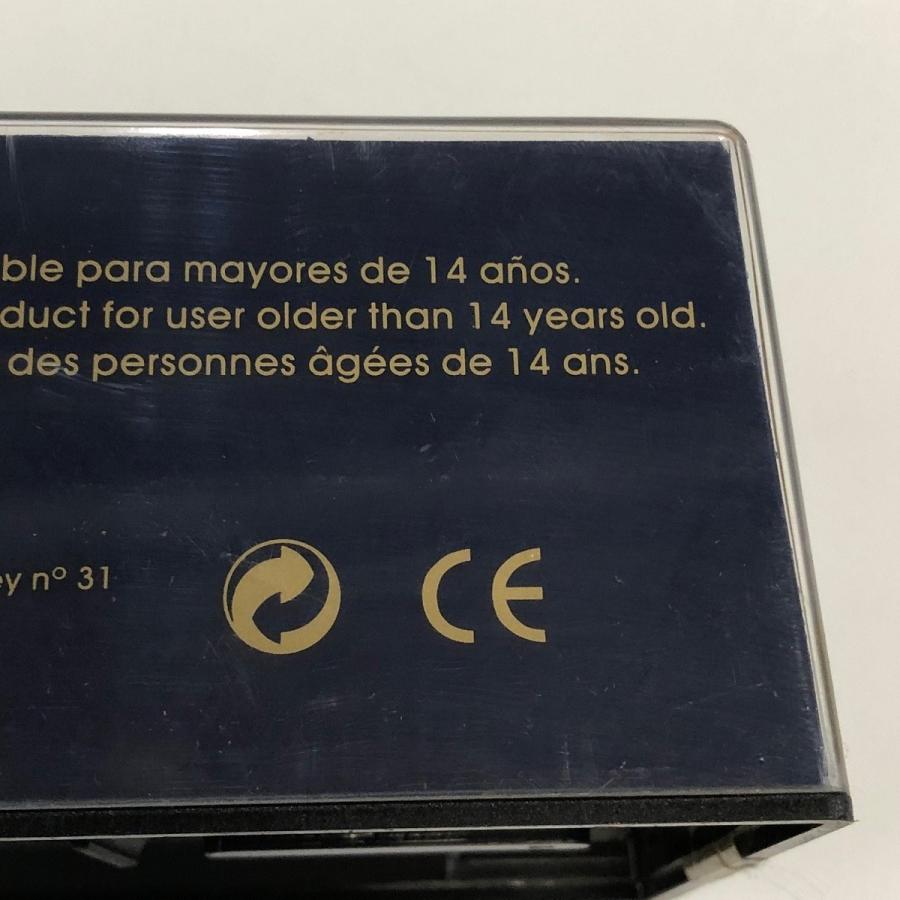 ble para mayores de 14 años.
duct for user older than 14 years old.
des personnes âgées de 14 ans.
ey nº 31
CE